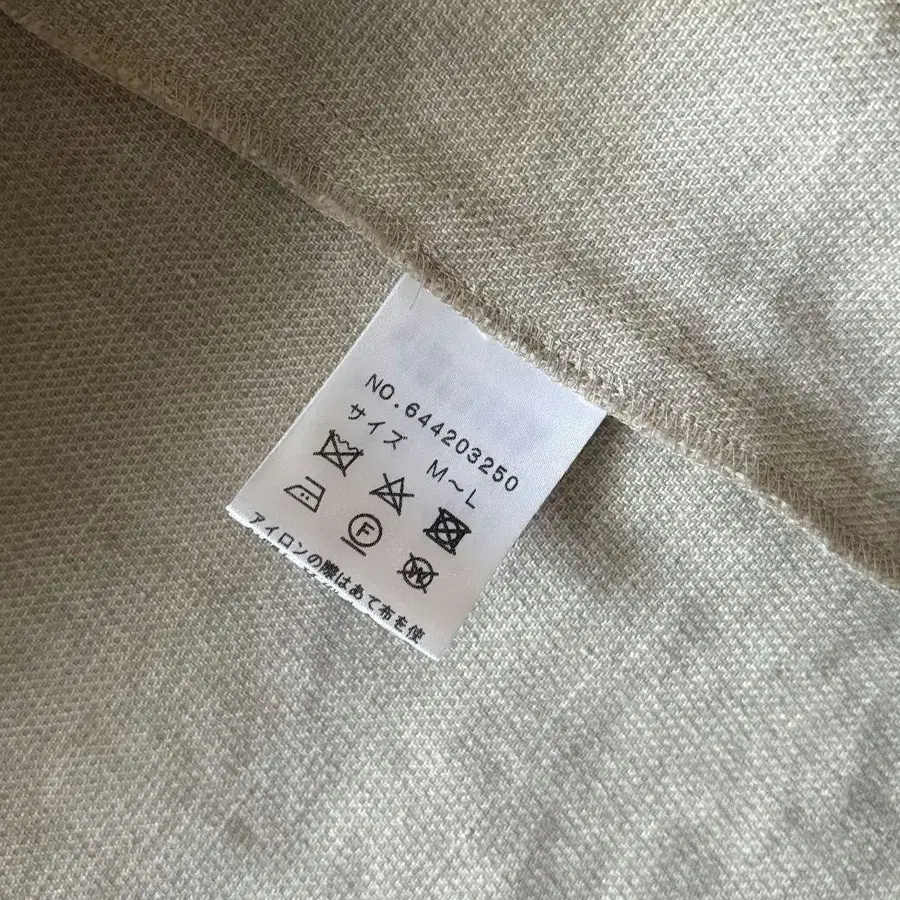 NO.644203250
サイズ M~L
F
W
アイロンの際はあて布を使